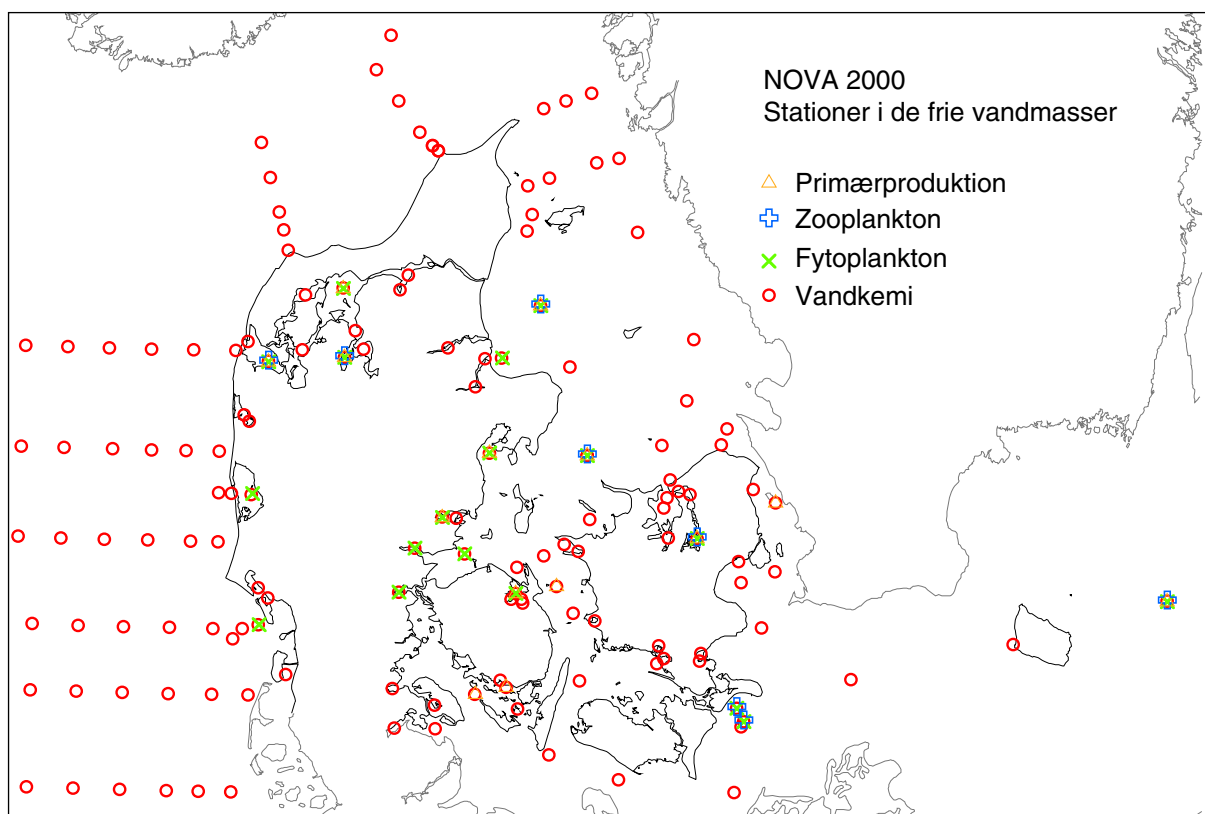 NOVA 2000
Stationer i de frie vandmasser
Primærproduktion
Zooplankton
Fytoplankton
Vandkemi